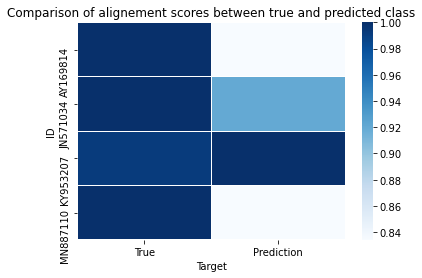 Comparison of alignement scores between true and predicted class
ID
AY169814
JN571034
KY953207
MN887110
True
Prediction
Target
1.00
0.98
0.96
0.94
0.92
0.90
0.88
0.86
0.84